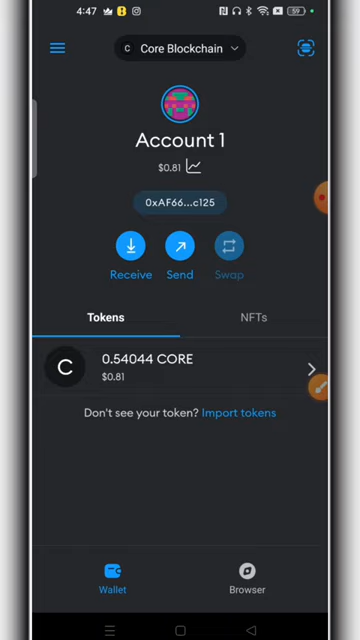 4:47
59
C Core Blockchain
Account 1
$0.81
0xAF66...c125
Receive Send Swap
Tokens NFTs
C
0.54044 CORE
$0.81
Don't see your token? Import tokens
Wallet Browser